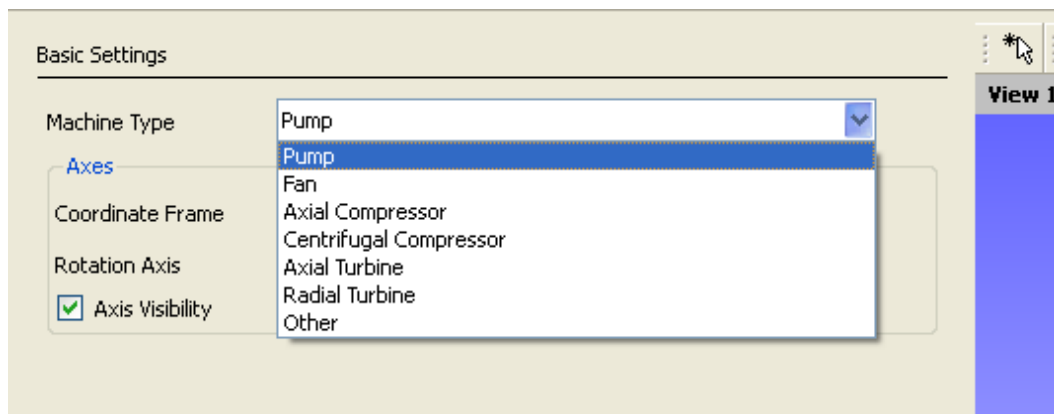 Basic Settings
View 1
Machine Type
Pump
Pump
Fan
Axial Compressor
Centrifugal Compressor
Axial Turbine
Radial Turbine
Other
Axes
Coordinate Frame
Rotation Axis
Axis Visibility